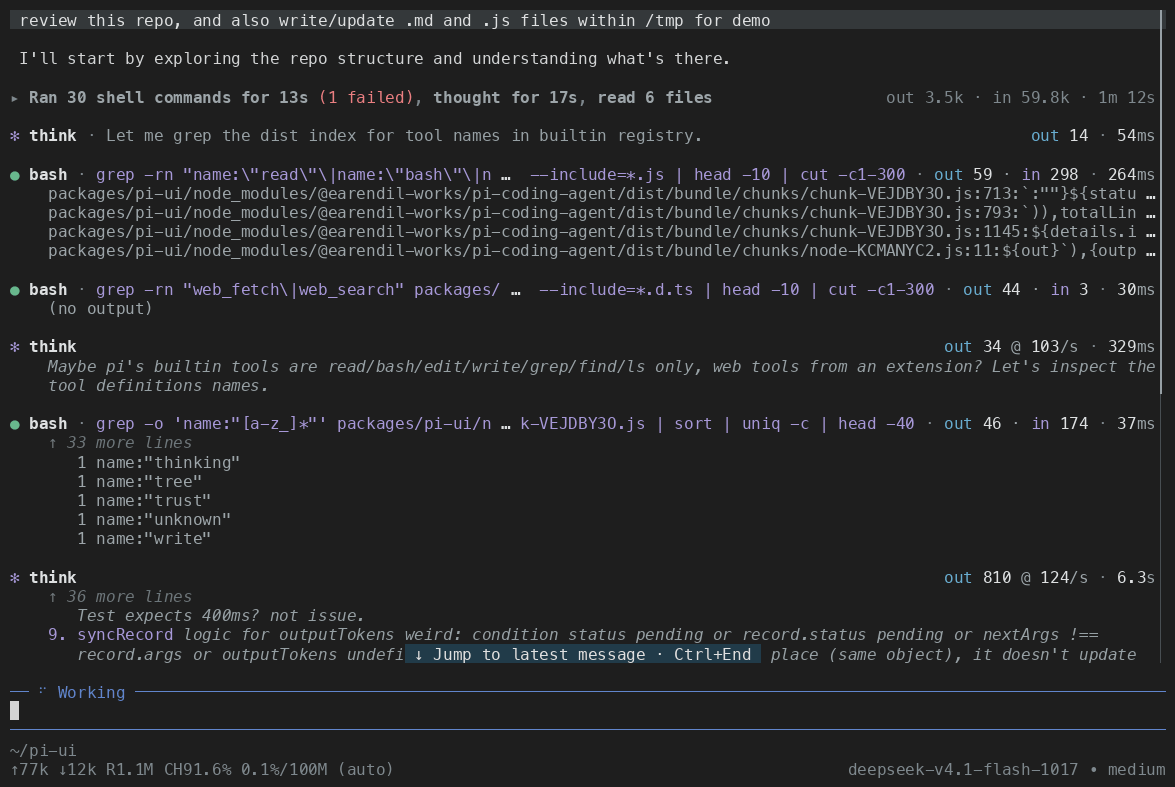 review this repo, and also write/update .md and .js files within /tmp for demo
I'll start by exploring the repo structure and understanding what's there.
▸ Ran 30 shell commands for 13s (1 failed), thought for 17s, read 6 files out 3.5k · in 59.8k · 1m 12s
✻ think · Let me grep the dist index for tool names in builtin registry. out 14 · 54ms
● bash · grep -rn "name:\"read\"\|name:\"bash\"\|n … --include=*.js | head -10 | cut -c1-300 · out 59 · in 298 · 264ms
packages/pi-ui/node_modules/@earendil-works/pi-coding-agent/dist/bundle/chunks/chunk-VEJDBY3O.js:713:`:""}${statu …
packages/pi-ui/node_modules/@earendil-works/pi-coding-agent/dist/bundle/chunks/chunk-VEJDBY3O.js:793:`)),totalLin …
packages/pi-ui/node_modules/@earendil-works/pi-coding-agent/dist/bundle/chunks/chunk-VEJDBY3O.js:1145:${details.i …
packages/pi-ui/node_modules/@earendil-works/pi-coding-agent/dist/bundle/chunks/node-KCMANYC2.js:11:${out}`),{outp …
● bash · grep -rn "web_fetch\|web_search" packages/ … --include=*.d.ts | head -10 | cut -c1-300 · out 44 · in 3 · 30ms
(no output)
✻ think out 34 @ 103/s · 329ms
Maybe pi's builtin tools are read/bash/edit/write/grep/find/ls only, web tools from an extension? Let's inspect the
tool definitions names.
● bash · grep -o 'name:"[a-z_]*"' packages/pi-ui/n … k-VEJDBY3O.js | sort | uniq -c | head -40 · out 46 · in 174 · 37ms
↑ 33 more lines
1 name:"thinking"
1 name:"tree"
1 name:"trust"
1 name:"unknown"
1 name:"write"
✻ think out 810 @ 124/s · 6.3s
↑ 36 more lines
Test expects 400ms? not issue.
9. syncRecord logic for outputTokens weird: condition status pending or record.status pending or nextArgs !==
record.args or outputTokens undefi ↓ Jump to latest message · Ctrl+End place (same object), it doesn't update
Working
~/pi-ui
↑77k ↓12k R1.1M CH91.6% 0.1%/100M (auto) deepseek-v4.1-flash-1017 • medium